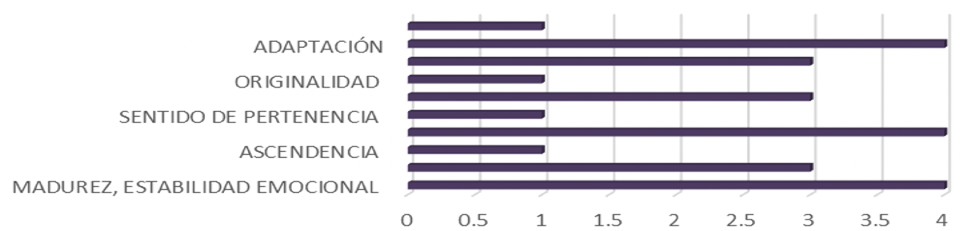 ADAPTACIÓN
ORIGINALIDAD
SENTIDO DE PERTENENCIA
ASCENDENCIA
MADUREZ, ESTABILIDAD EMOCIONAL
0 0.5 1 1.5 2 2.5 3 3.5 4